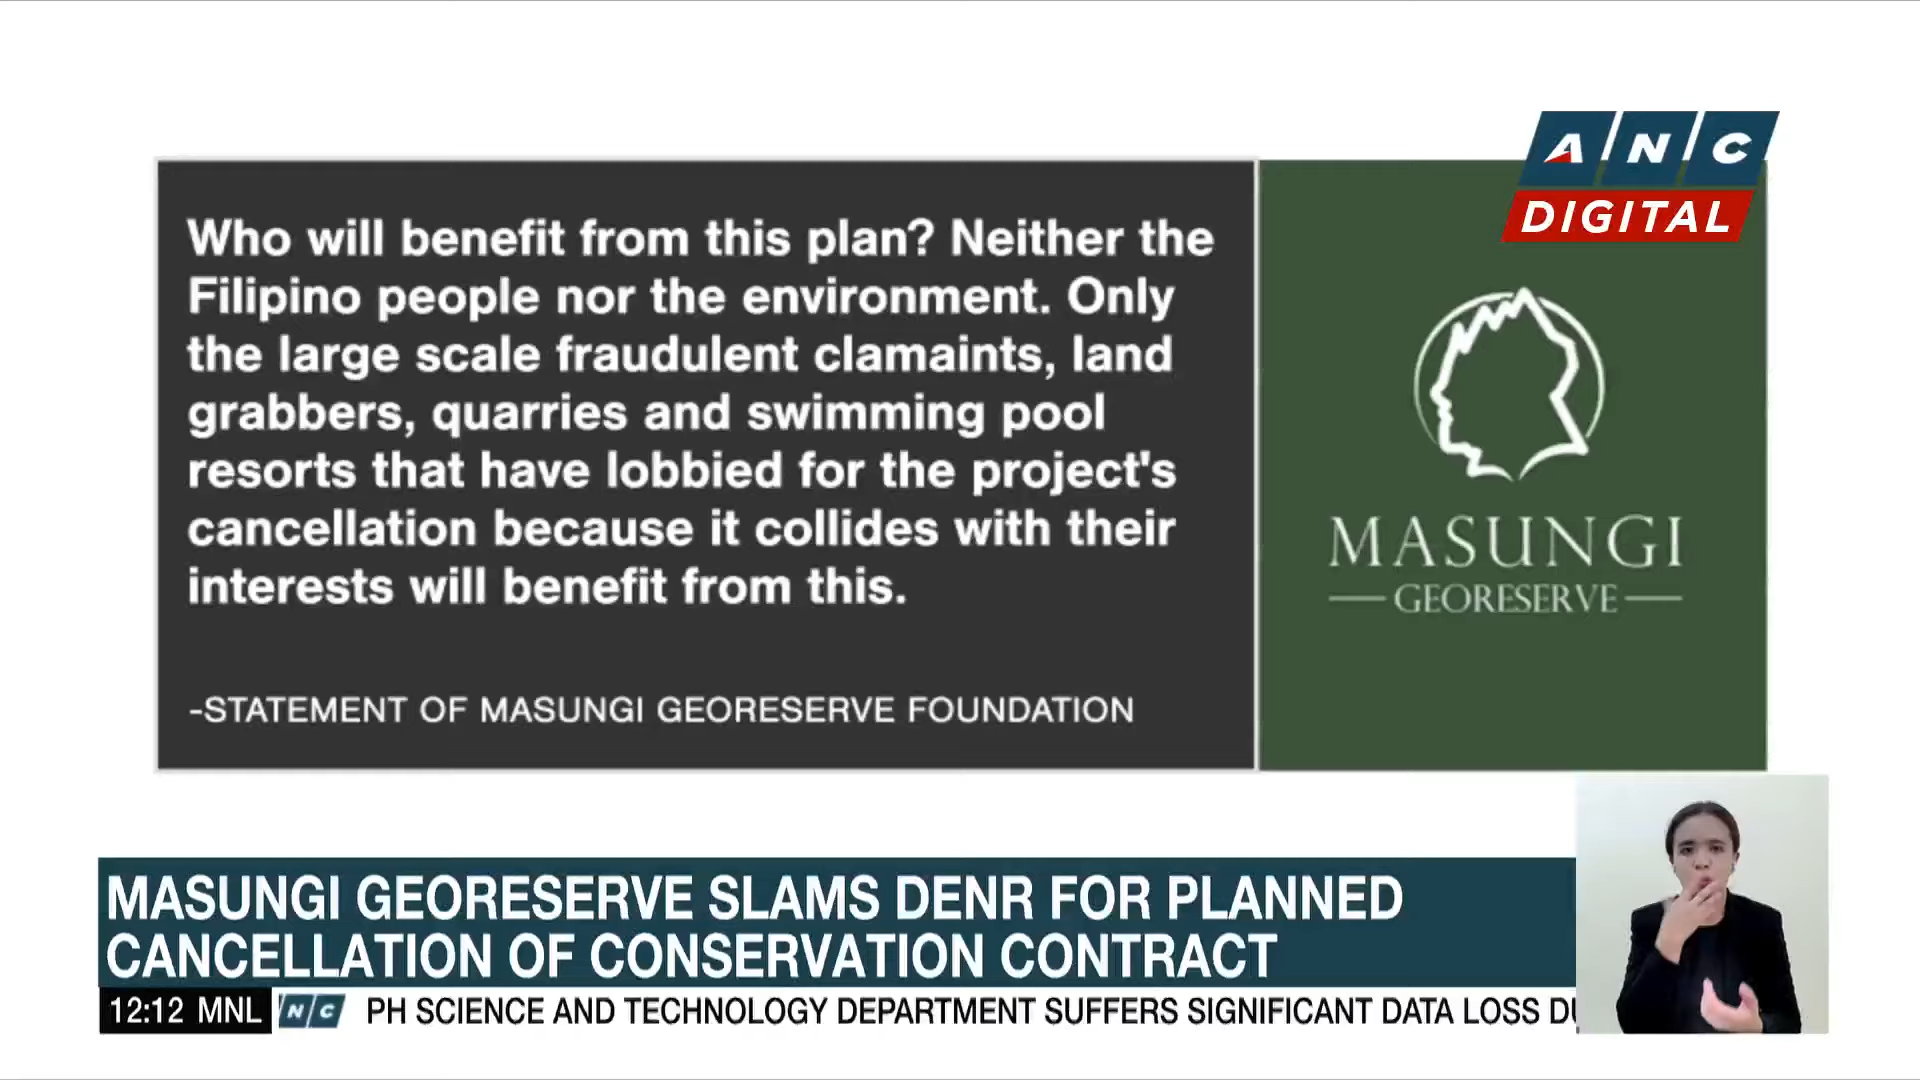 ANC
DIGITAL
Who will benefit from this plan? Neither the
Filipino people nor the environment. Only
the large scale fraudulent clamaints, land
grabbers, quarries and swimming pool
resorts that have lobbied for the project's
cancellation because it collides with their
interests will benefit from this.
-STATEMENT OF MASUNGI GEORESERVE FOUNDATION
MASUNGI
GEORESERVE
MASUNGI GEORESERVE SLAMS DENR FOR PLANNED
CANCELLATION OF CONSERVATION CONTRACT
12:12 MNL NC PH SCIENCE AND TECHNOLOGY DEPARTMENT SUFFERS SIGNIFICANT DATA LOSS